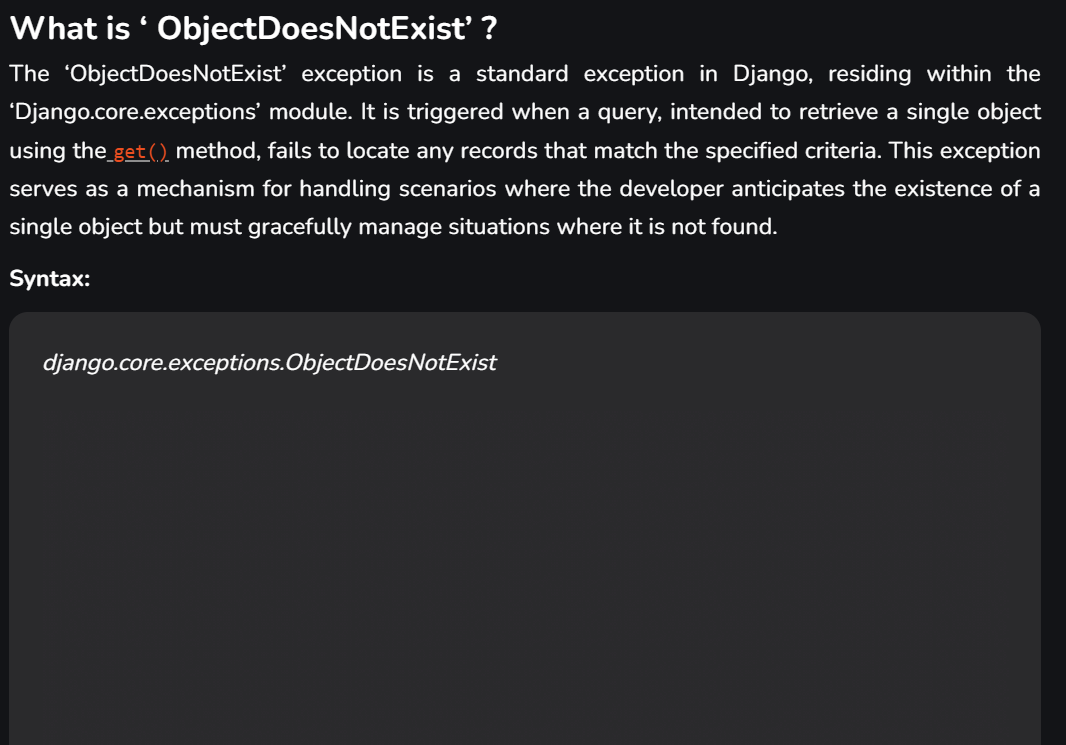 What is ‘ ObjectDoesNotExist’ ?
The ‘ObjectDoesNotExist’ exception is a standard exception in Django, residing within the
‘Django.core.exceptions’ module. It is triggered when a query, intended to retrieve a single object
using the get() method, fails to locate any records that match the specified criteria. This exception
serves as a mechanism for handling scenarios where the developer anticipates the existence of a
single object but must gracefully manage situations where it is not found.
Syntax:
django.core.exceptions.ObjectDoesNotExist